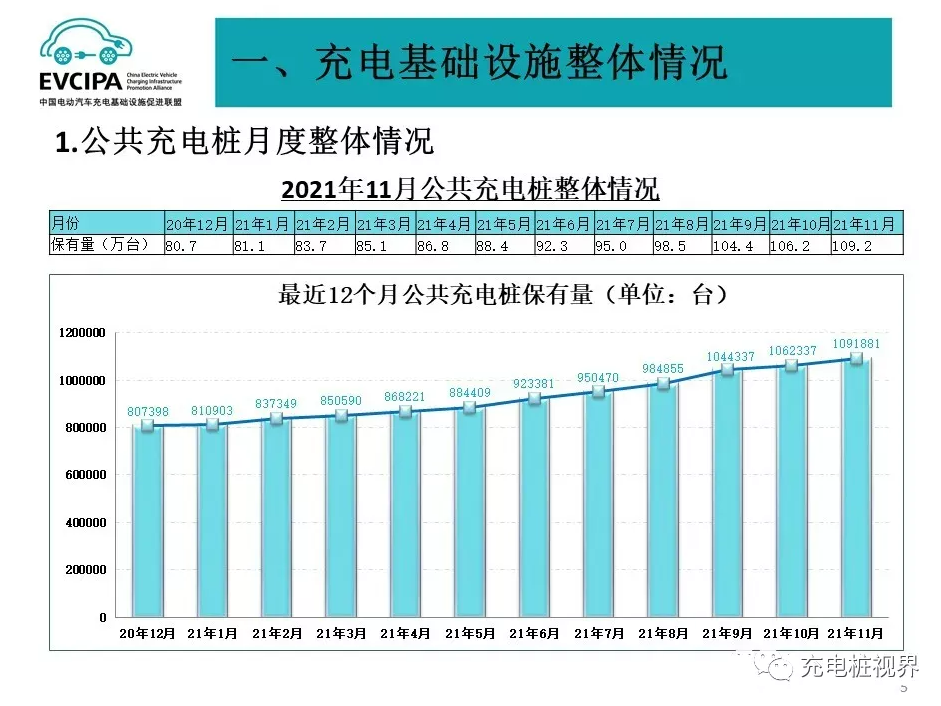 EVCIPA
China Electric Vehicle
Charging Infrastructure
Promotion Alliance
中国电动汽车充电基础设施促进联盟
一、充电基础设施整体情况
1.公共充电桩月度整体情况
2021年11月公共充电桩整体情况
月份 20年12月 21年1月 21年2月 21年3月 21年4月 21年5月 21年6月 21年7月 21年8月 21年9月 21年10月 21年11月
保有量（万台） 80.7 81.1 83.7 85.1 86.8 88.4 92.3 95.0 98.5 104.4 106.2 109.2
最近12个月公共充电桩保有量（单位：台）
1200000
1000000
800000
600000
400000
200000
0
807398 810903 837349 850590 868221 884409 923381 950470 984855 1044337 1062337 1091881
20年12月 21年1月 21年2月 21年3月 21年4月 21年5月 21年6月 21年7月 21年8月 21年9月 21年10月 21年11月
充电桩视界
5